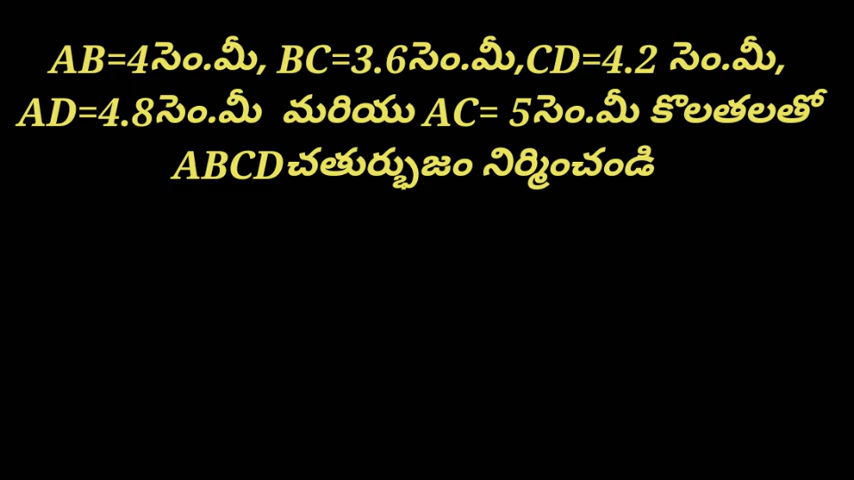 AB=4సెం.మీ, BC=3.6సెం.మీ,CD=4.2 సెం.మీ,
AD=4.8సెం.మీ మరియు AC= 5సెం.మీ కొలతలతో
ABCDచతుర్భుజం నిర్మించండి